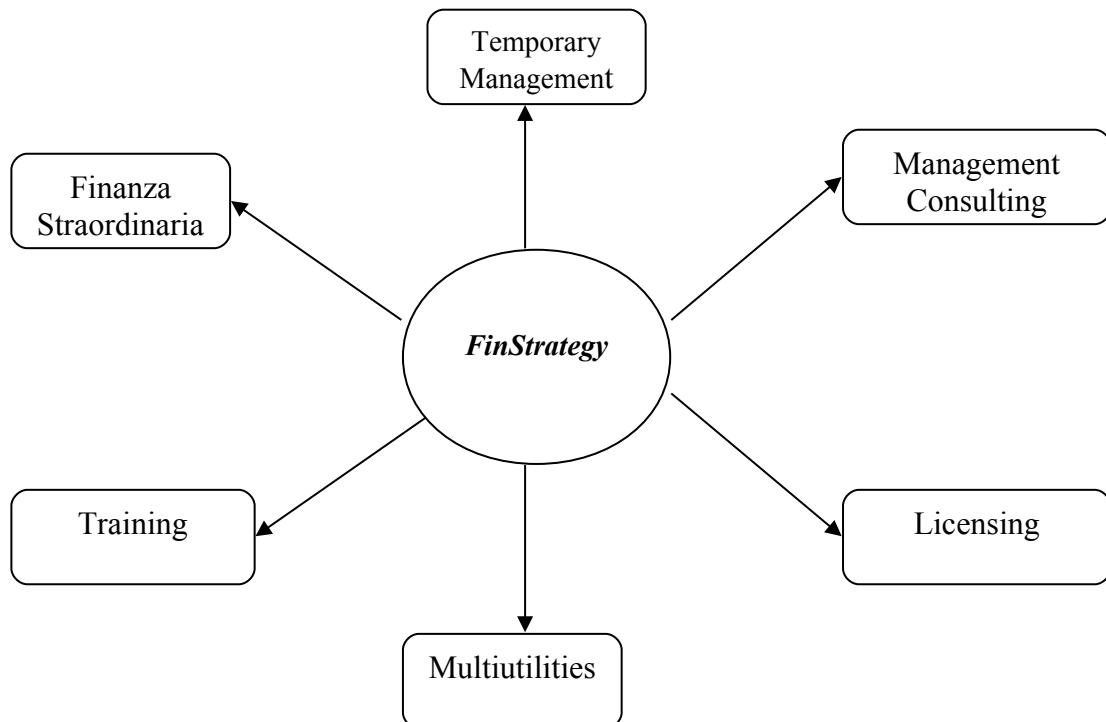 Temporary
Management
Management
Consulting
Finanza
Straordinaria
FinStrategy
Training
Licensing
Multiutilities